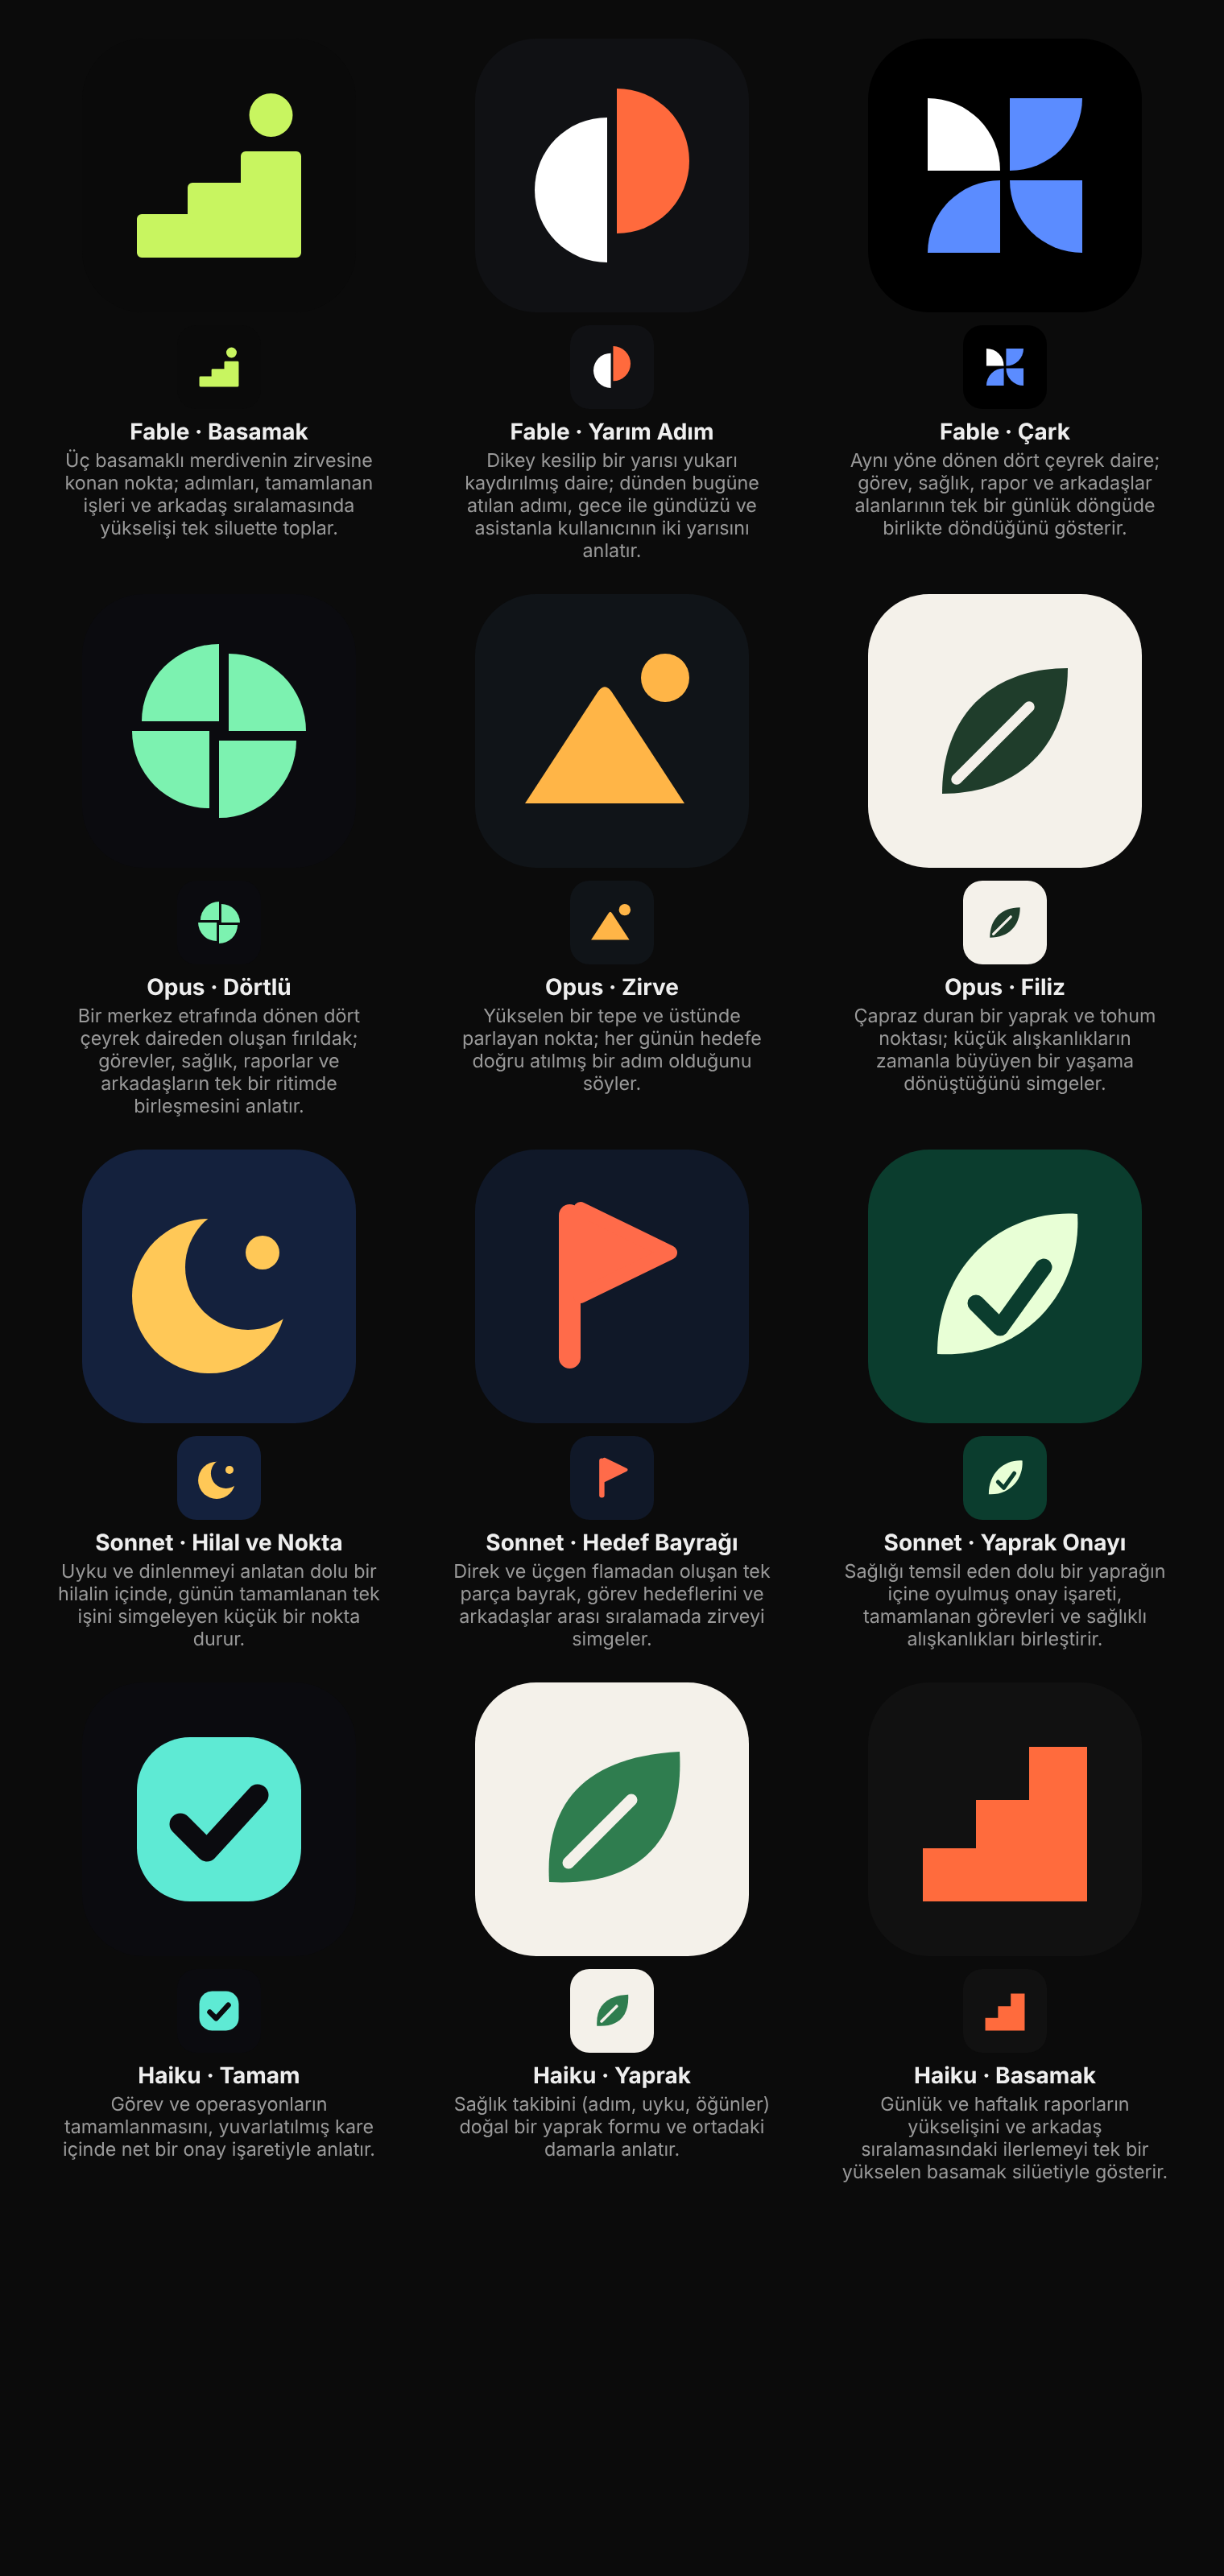 Fable · Basamak
Üç basamaklı merdivenin zirvesine
konan nokta; adımları, tamamlanan
işleri ve arkadaş sıralamasında
yükselişi tek siluette toplar.
Fable · Yarım Adım
Dikey kesilip bir yarısı yukarı
kaydırılmış daire; dünden bugüne
atılan adımı, gece ile gündüzü ve
asistanla kullanıcının iki yarısını
anlatır.
Fable · Çark
Aynı yöne dönen dört çeyrek daire;
görev, sağlık, rapor ve arkadaşlar
alanlarının tek bir günlük döngüde
birlikte döndüğünü gösterir.
Opus · Dörtlü
Bir merkez etrafında dönen dört
çeyrek daireden oluşan fırıldak;
görevler, sağlık, raporlar ve
arkadaşların tek bir ritimde
birleşmesini anlatır.
Opus · Zirve
Yükselen bir tepe ve üstünde
parlayan nokta; her günün hedefe
doğru atılmış bir adım olduğunu
söyler.
Opus · Filiz
Çapraz duran bir yaprak ve tohum
noktası; küçük alışkanlıkların
zamanla büyüyen bir yaşama
dönüştüğünü simgeler.
Sonnet · Hilal ve Nokta
Uyku ve dinlenmeyi anlatan dolu bir
hilalin içinde, günün tamamlanan tek
işini simgeleyen küçük bir nokta
durur.
Sonnet · Hedef Bayrağı
Direk ve üçgen flamadan oluşan tek
parça bayrak, görev hedeflerini ve
arkadaşlar arası sıralamada zirveyi
simgeler.
Sonnet · Yaprak Onayı
Sağlığı temsil eden dolu bir yaprağın
içine oyulmuş onay işareti,
tamamlanan görevleri ve sağlıklı
alışkanlıkları birleştirir.
Haiku · Tamam
Görev ve operasyonların
tamamlanmasını, yuvarlatılmış kare
içinde net bir onay işaretiyle anlatır.
Haiku · Yaprak
Sağlık takibini (adım, uyku, öğünler)
doğal bir yaprak formu ve ortadaki
damarla anlatır.
Haiku · Basamak
Günlük ve haftalık raporların
yükselişini ve arkadaş
sıralamasındaki ilerlemeyi tek bir
yükselen basamak silüetiyle gösterir.